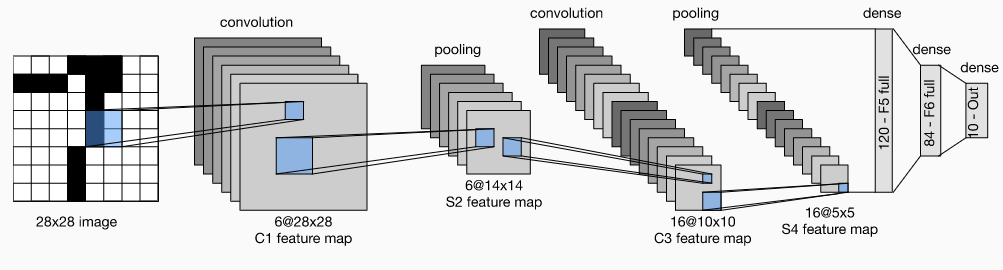 convolution
pooling
convolution
pooling
dense
dense
dense
28x28 image
6@28x28
C1 feature map
6@14x14
S2 feature map
16@10x10
C3 feature map
16@5x5
S4 feature map
120 - F5 full
84 - F6 full
10 - Out